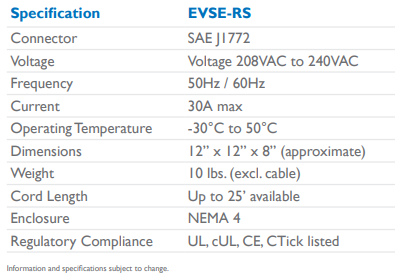 Specification EVSE-RS
Connector SAE J1772
Voltage Voltage 208VAC to 240VAC
Frequency 50Hz / 60Hz
Current 30A max
Operating Temperature -30°C to 50°C
Dimensions 12” x 12” x 8” (approximate)
Weight 10 lbs. (excl. cable)
Cord Length Up to 25’ available
Enclosure NEMA 4
Regulatory Compliance UL, cUL, CE, CTick listed
Information and specifications subject to change.